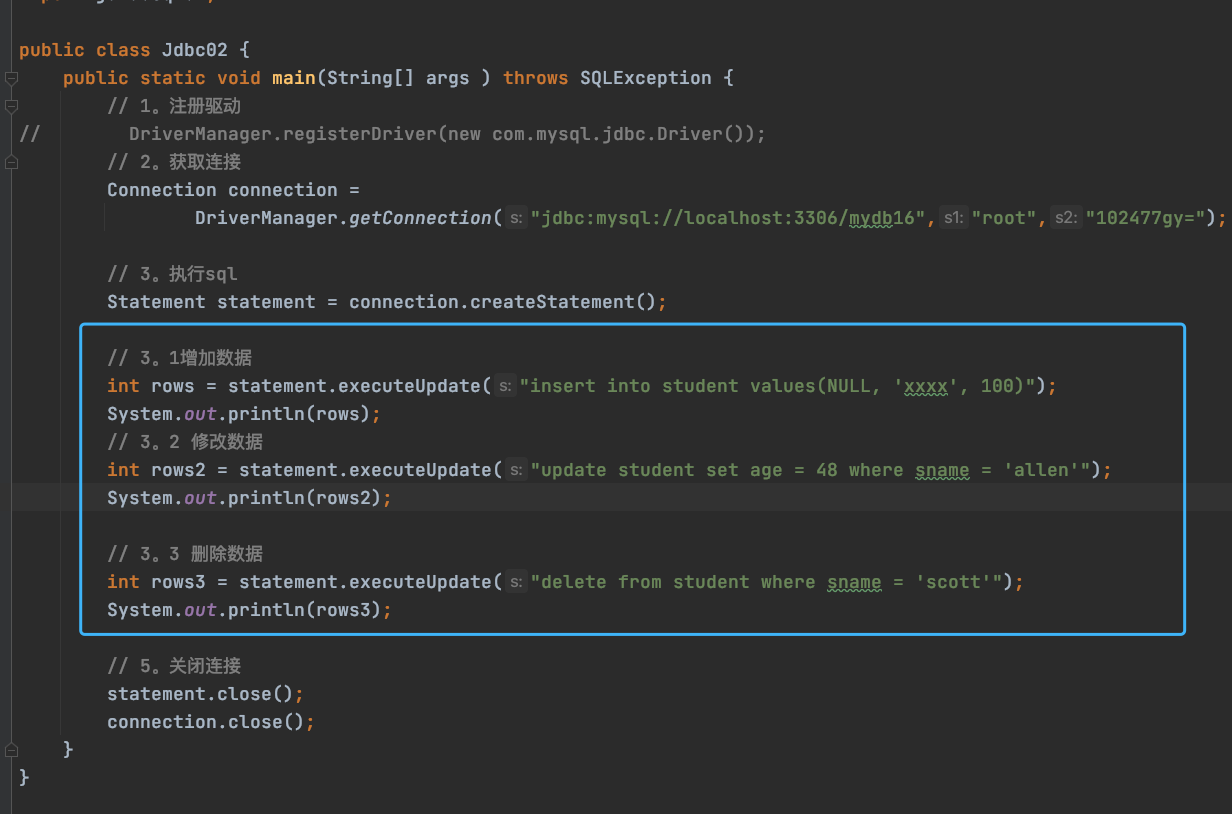 public class Jdbc02 {
public static void main(String[] args ) throws SQLException {
// 1。注册驱动
// DriverManager.registerDriver(new com.mysql.jdbc.Driver());
// 2。获取连接
Connection connection =
DriverManager.getConnection( s: "jdbc:mysql://localhost:3306/mydb16", s1: "root", s2: "102477gy=");
// 3。执行sql
Statement statement = connection.createStatement();
// 3。1增加数据
int rows = statement.executeUpdate( s: "insert into student values(NULL, 'xxxx', 100)");
System.out.println(rows);
// 3。2 修改数据
int rows2 = statement.executeUpdate( s: "update student set age = 48 where sname = 'allen'");
System.out.println(rows2);
// 3。3 删除数据
int rows3 = statement.executeUpdate( s: "delete from student where sname = 'scott'");
System.out.println(rows3);
// 5。关闭连接
statement.close();
connection.close();
}
}